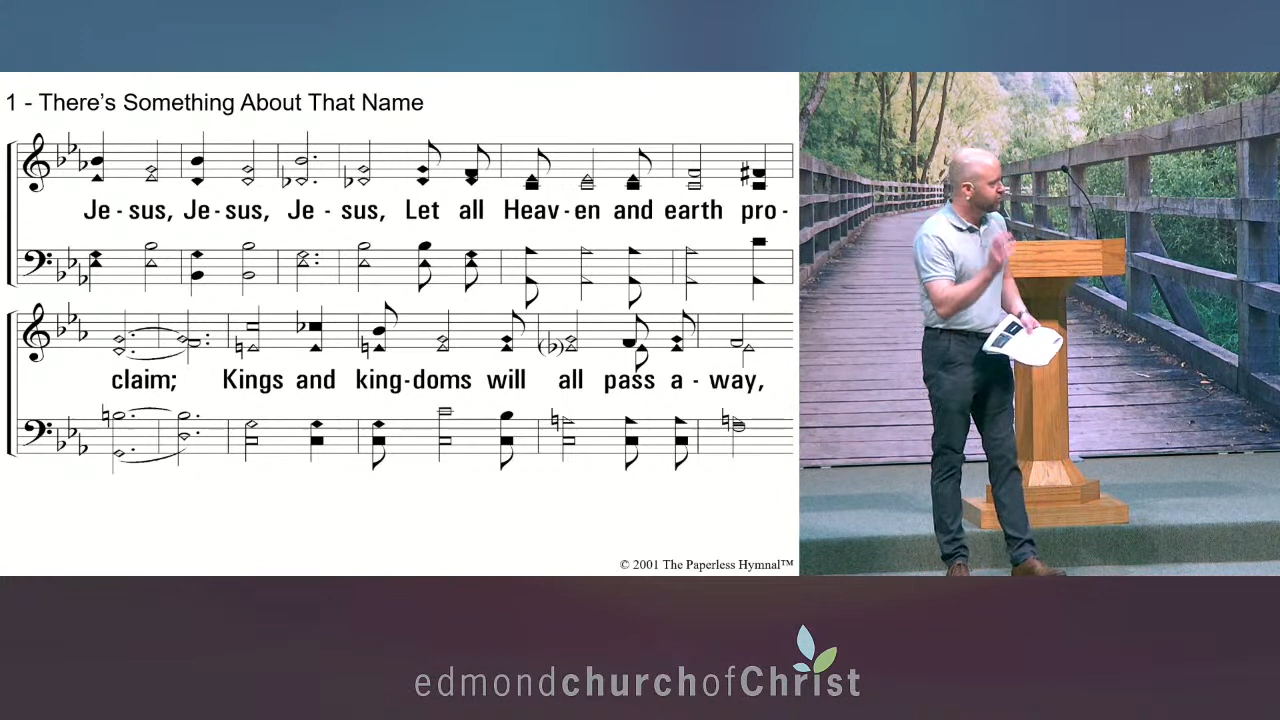 1 - There's Something About That Name
Je - sus, Je - sus, Je - sus, Let all Heav - en and earth pro -
claim; Kings and king - doms will all pass a - way,
© 2001 The Paperless Hymnal™
edmondchurchofChrist